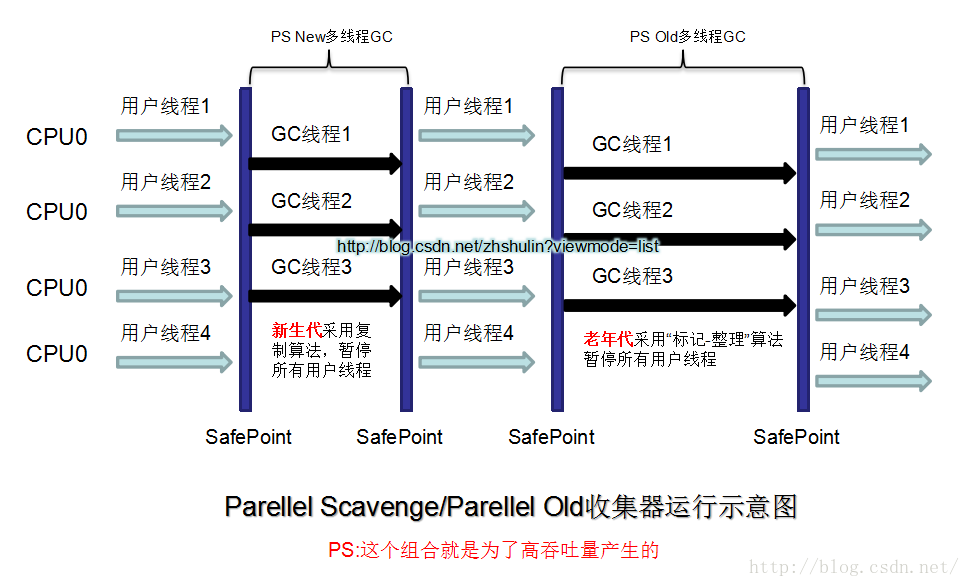 PS New多线程GC
PS Old多线程GC
用户线程1
用户线程1
用户线程1
CPU0
GC线程1
GC线程1
用户线程2
用户线程2
用户线程2
CPU0
GC线程2
GC线程2
http://blog.csdn.net/zhshulin?viewmode=list
用户线程3
GC线程3
用户线程3
GC线程3
用户线程3
CPU0
用户线程4
新生代采用复
制算法，暂停
所有用户线程
用户线程4
老年代采用“标记-整理”算法
暂停所有用户线程
用户线程4
CPU0
SafePoint
SafePoint
SafePoint
SafePoint
Parellel Scavenge/Parellel Old收集器运行示意图
PS:这个组合就是为了高吞吐量产生的
http://blog.csdn.net/